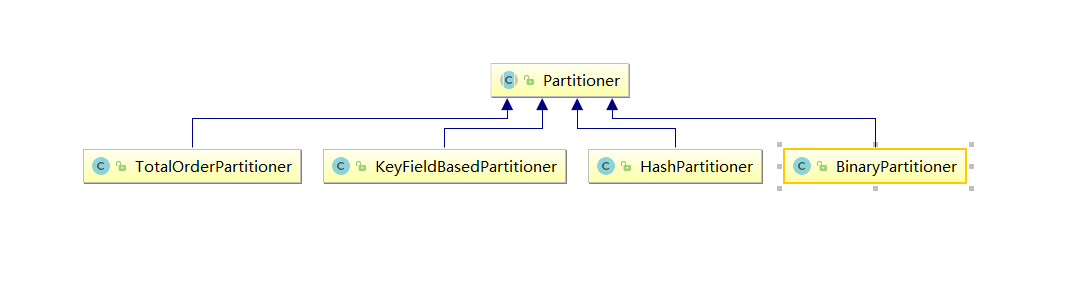 C Partitioner
C TotalOrderPartitioner
C KeyFieldBasedPartitioner
C HashPartitioner
C BinaryPartitioner